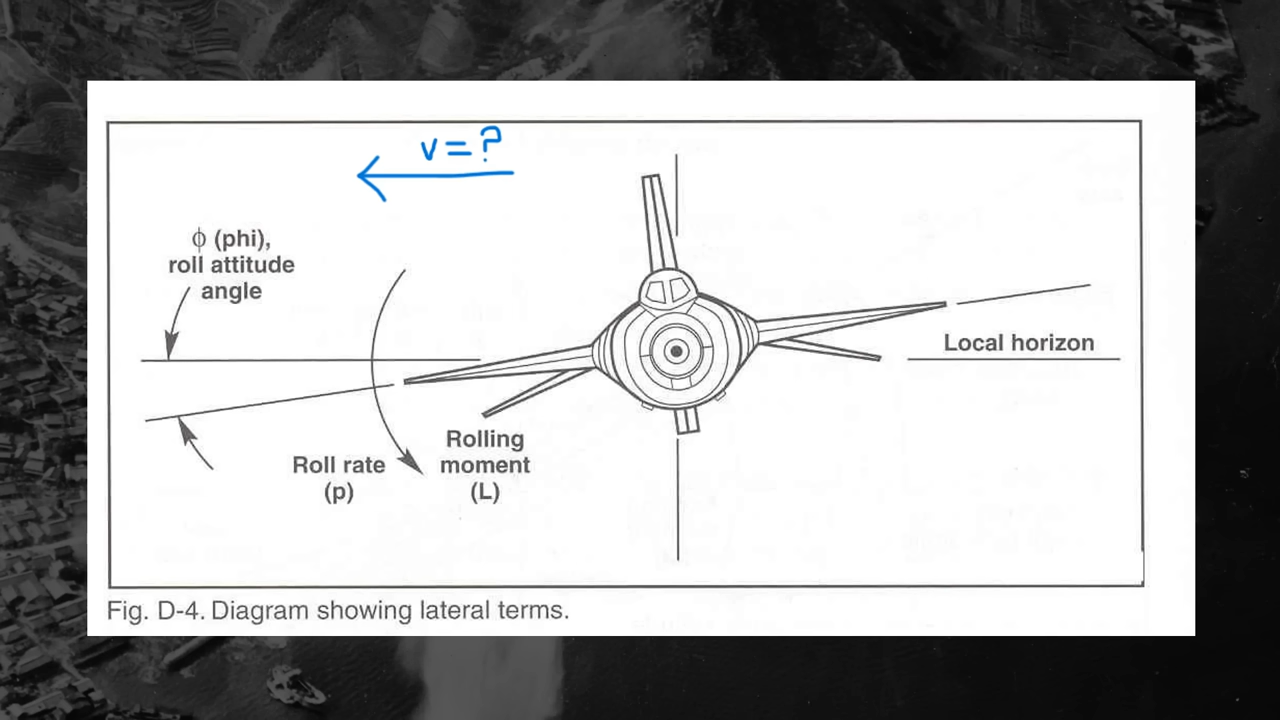 v=?
ϕ (phi),
roll attitude
angle
Local horizon
Rolling
Roll rate moment
(p) (L)
Fig. D-4. Diagram showing lateral terms.